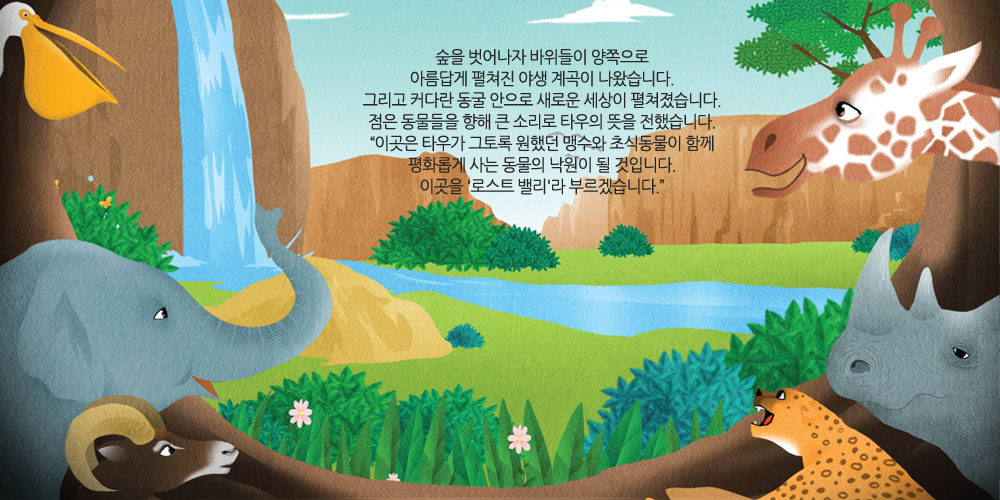 숲을 벗어나자 바위들이 양쪽으로
아름답게 펼쳐진 야생 계곡이 나왔습니다.
그리고 커다란 동굴 안으로 새로운 세상이 펼쳐졌습니다.
점은 동물들을 향해 큰 소리로 타우의 뜻을 전했습니다.
“이곳은 타우가 그토록 원했던 맹수와 초식동물이 함께
평화롭게 사는 동물의 낙원이 될 것입니다.
이곳을 '로스트 밸리'라 부르겠습니다.”